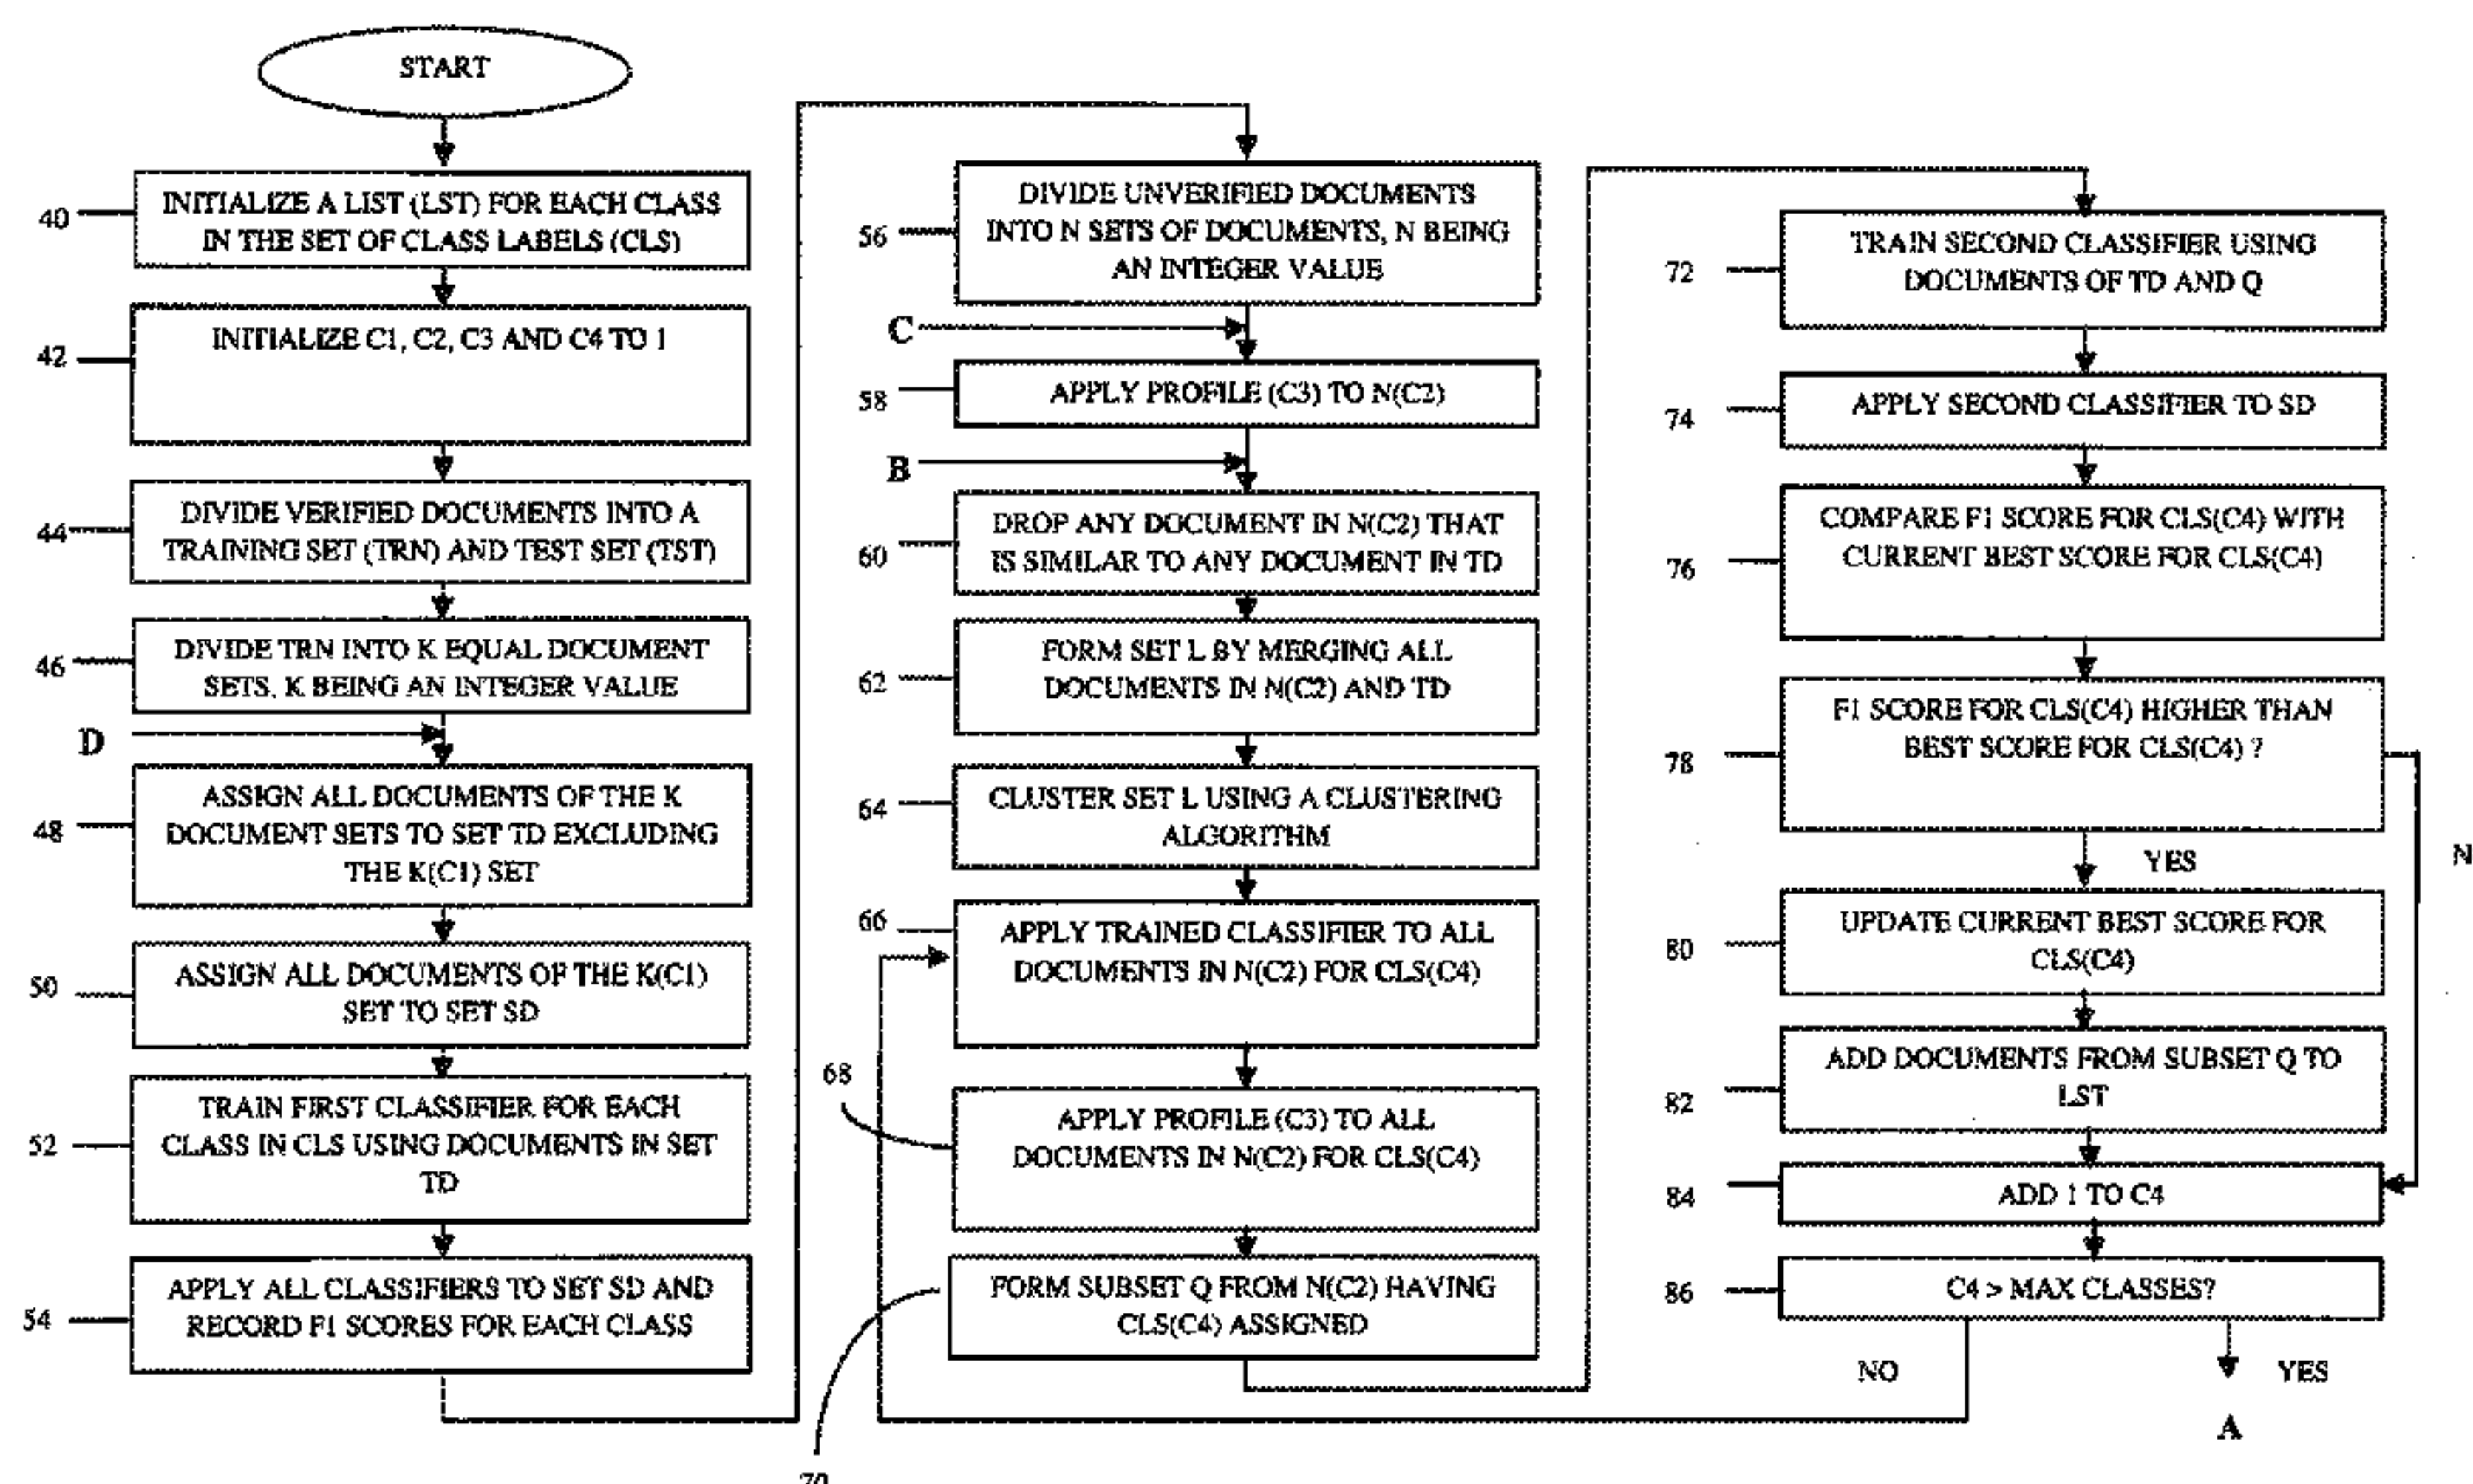 START
40
INITIALIZE A LIST (LST) FOR EACH CLASS
IN THE SET OF CLASS LABELS (CLS)
42
INITIALIZE C1, C2, C3 AND C4 TO 1
44
DIVIDE VERIFIED DOCUMENTS INTO A
TRAINING SET (TRN) AND TEST SET (TST)
46
DIVIDE TRN INTO K EQUAL DOCUMENT
SETS, K BEING AN INTEGER VALUE
D
48
ASSIGN ALL DOCUMENTS OF THE K
DOCUMENT SETS TO SET TD EXCLUDING
THE K(C1) SET
50
ASSIGN ALL DOCUMENTS OF THE K(C1)
SET TO SET SD
52
TRAIN FIRST CLASSIFIER FOR EACH
CLASS IN CLS USING DOCUMENTS IN SET
TD
54
APPLY ALL CLASSIFIERS TO SET SD AND
RECORD F1 SCORES FOR EACH CLASS
56
DIVIDE UNVERIFIED DOCUMENTS
INTO N SETS OF DOCUMENTS, N BEING
AN INTEGER VALUE
C
58
APPLY PROFILE (C3) TO N(C2)
B
60
DROP ANY DOCUMENT IN N(C2) THAT
IS SIMILAR TO ANY DOCUMENT IN TD
62
FORM SET L BY MERGING ALL
DOCUMENTS IN N(C2) AND TD
64
CLUSTER SET L USING A CLUSTERING
ALGORITHM
66
APPLY TRAINED CLASSIFIER TO ALL
DOCUMENTS IN N(C2) FOR CLS(C4)
68
APPLY PROFILE (C3) TO ALL
DOCUMENTS IN N(C2) FOR CLS(C4)
FORM SUBSET Q FROM N(C2) HAVING
CLS(C4) ASSIGNED
70
72
TRAIN SECOND CLASSIFIER USING
DOCUMENTS OF TD AND Q
74
APPLY SECOND CLASSIFIER TO SD
76
COMPARE F1 SCORE FOR CLS(C4) WITH
CURRENT BEST SCORE FOR CLS(C4)
78
F1 SCORE FOR CLS(C4) HIGHER THAN
BEST SCORE FOR CLS(C4) ?
YES
N
80
UPDATE CURRENT BEST SCORE FOR
CLS(C4)
82
ADD DOCUMENTS FROM SUBSET Q TO
LST
84
ADD 1 TO C4
86
C4 > MAX CLASSES?
NO
YES
A